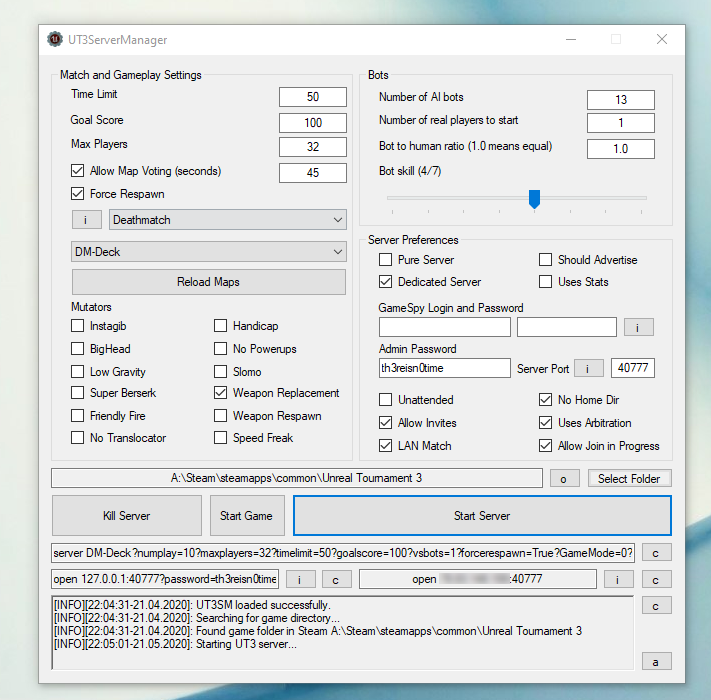 UT3ServerManager
Match and Gameplay Settings
Time Limit 50
Goal Score 100
Max Players 32
Allow Map Voting (seconds) 45
Force Respawn
i Deathmatch
DM-Deck
Reload Maps
Mutators
Instagib Handicap
BigHead No Powerups
Low Gravity Slomo
Super Berserk Weapon Replacement
Friendly Fire Weapon Respawn
No Translocator Speed Freak
Bots
Number of AI bots 13
Number of real players to start 1
Bot to human ratio (1.0 means equal) 1.0
Bot skill (4/7)
Server Preferences
Pure Server Should Advertise
Dedicated Server Uses Stats
GameSpy Login and Password
i
Admin Password
th3reisn0time Server Port i 40777
Unattended No Home Dir
Allow Invites Uses Arbitration
LAN Match Allow Join in Progress
A:\Steam\steamapps\common\Unreal Tournament 3 o Select Folder
Kill Server Start Game Start Server
server DM-Deck?numplay=10?maxplayers=32?timelimit=50?goalscore=100?vsbots=1?forcerespawn=True?GameMode=0? c
open 127.0.0.1:40777?password=th3reisn0time i c open :40777 i c
[INFO][22:04:31-21.04.2020]: UT3SM loaded successfully. c
[INFO][22:04:31-21.04.2020]: Searching for game directory...
[INFO][22:04:31-21.04.2020]: Found game folder in Steam A:\Steam\steamapps\common\Unreal Tournament 3
[INFO][22:05:01-21.05.2020]: Starting UT3 server...
a